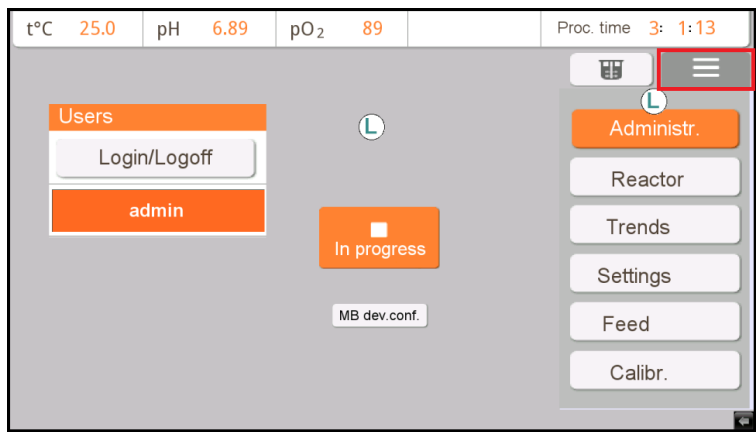 t°C 25.0 pH 6.89 pO2 89 Proc. time 3: 1:13
Users
Login/Logoff
admin
L
In progress
MB dev.conf.
L
Administr.
Reactor
Trends
Settings
Feed
Calibr.